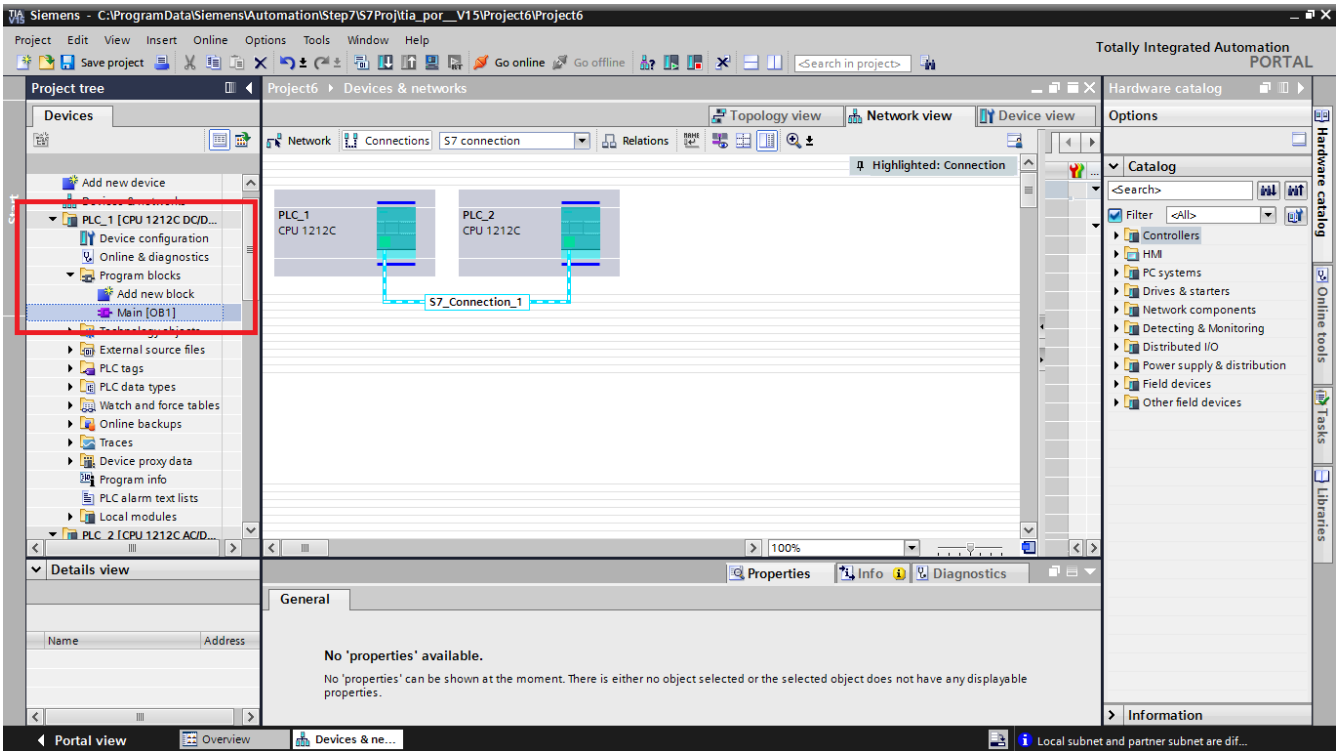 Siemens - C:\ProgramData\Siemens\Automation\Step7\S7Proj\tia_por__V15\Project6\Project6
Project Edit View Insert Online Options Tools Window Help
Totally Integrated Automation
PORTAL
Save project Go online Go offline <Search in project>
Project tree
Project6 Devices & networks
Hardware catalog
Devices
Topology view Network view Device view
Options
Network Connections S7 connection Relations
Highlighted: Connection
Catalog
<Search>
Filter <All>
Controllers
HMI
PC systems
Drives & starters
Network components
Detecting & Monitoring
Distributed I/O
Power supply & distribution
Field devices
Other field devices
Add new device
Devices & networks
PLC_1 [CPU 1212C DC/D...
Device configuration
Online & diagnostics
Program blocks
Add new block
Main [OB1]
Technology objects
External source files
PLC tags
PLC data types
Watch and force tables
Online backups
Traces
Device proxy data
Program info
PLC alarm text lists
Local modules
PLC_2 [CPU 1212C AC/D...
PLC_1
CPU 1212C
PLC_2
CPU 1212C
S7_Connection_1
100%
Start
Hardware catalog
Online tools
Tasks
Libraries
Details view
Name Address
Properties Info Diagnostics
General
No 'properties' available.
No 'properties' can be shown at the moment. There is either no object selected or the selected object does not have any displayable
properties.
Information
Portal view Overview Devices & ne...
Local subnet and partner subnet are dif...